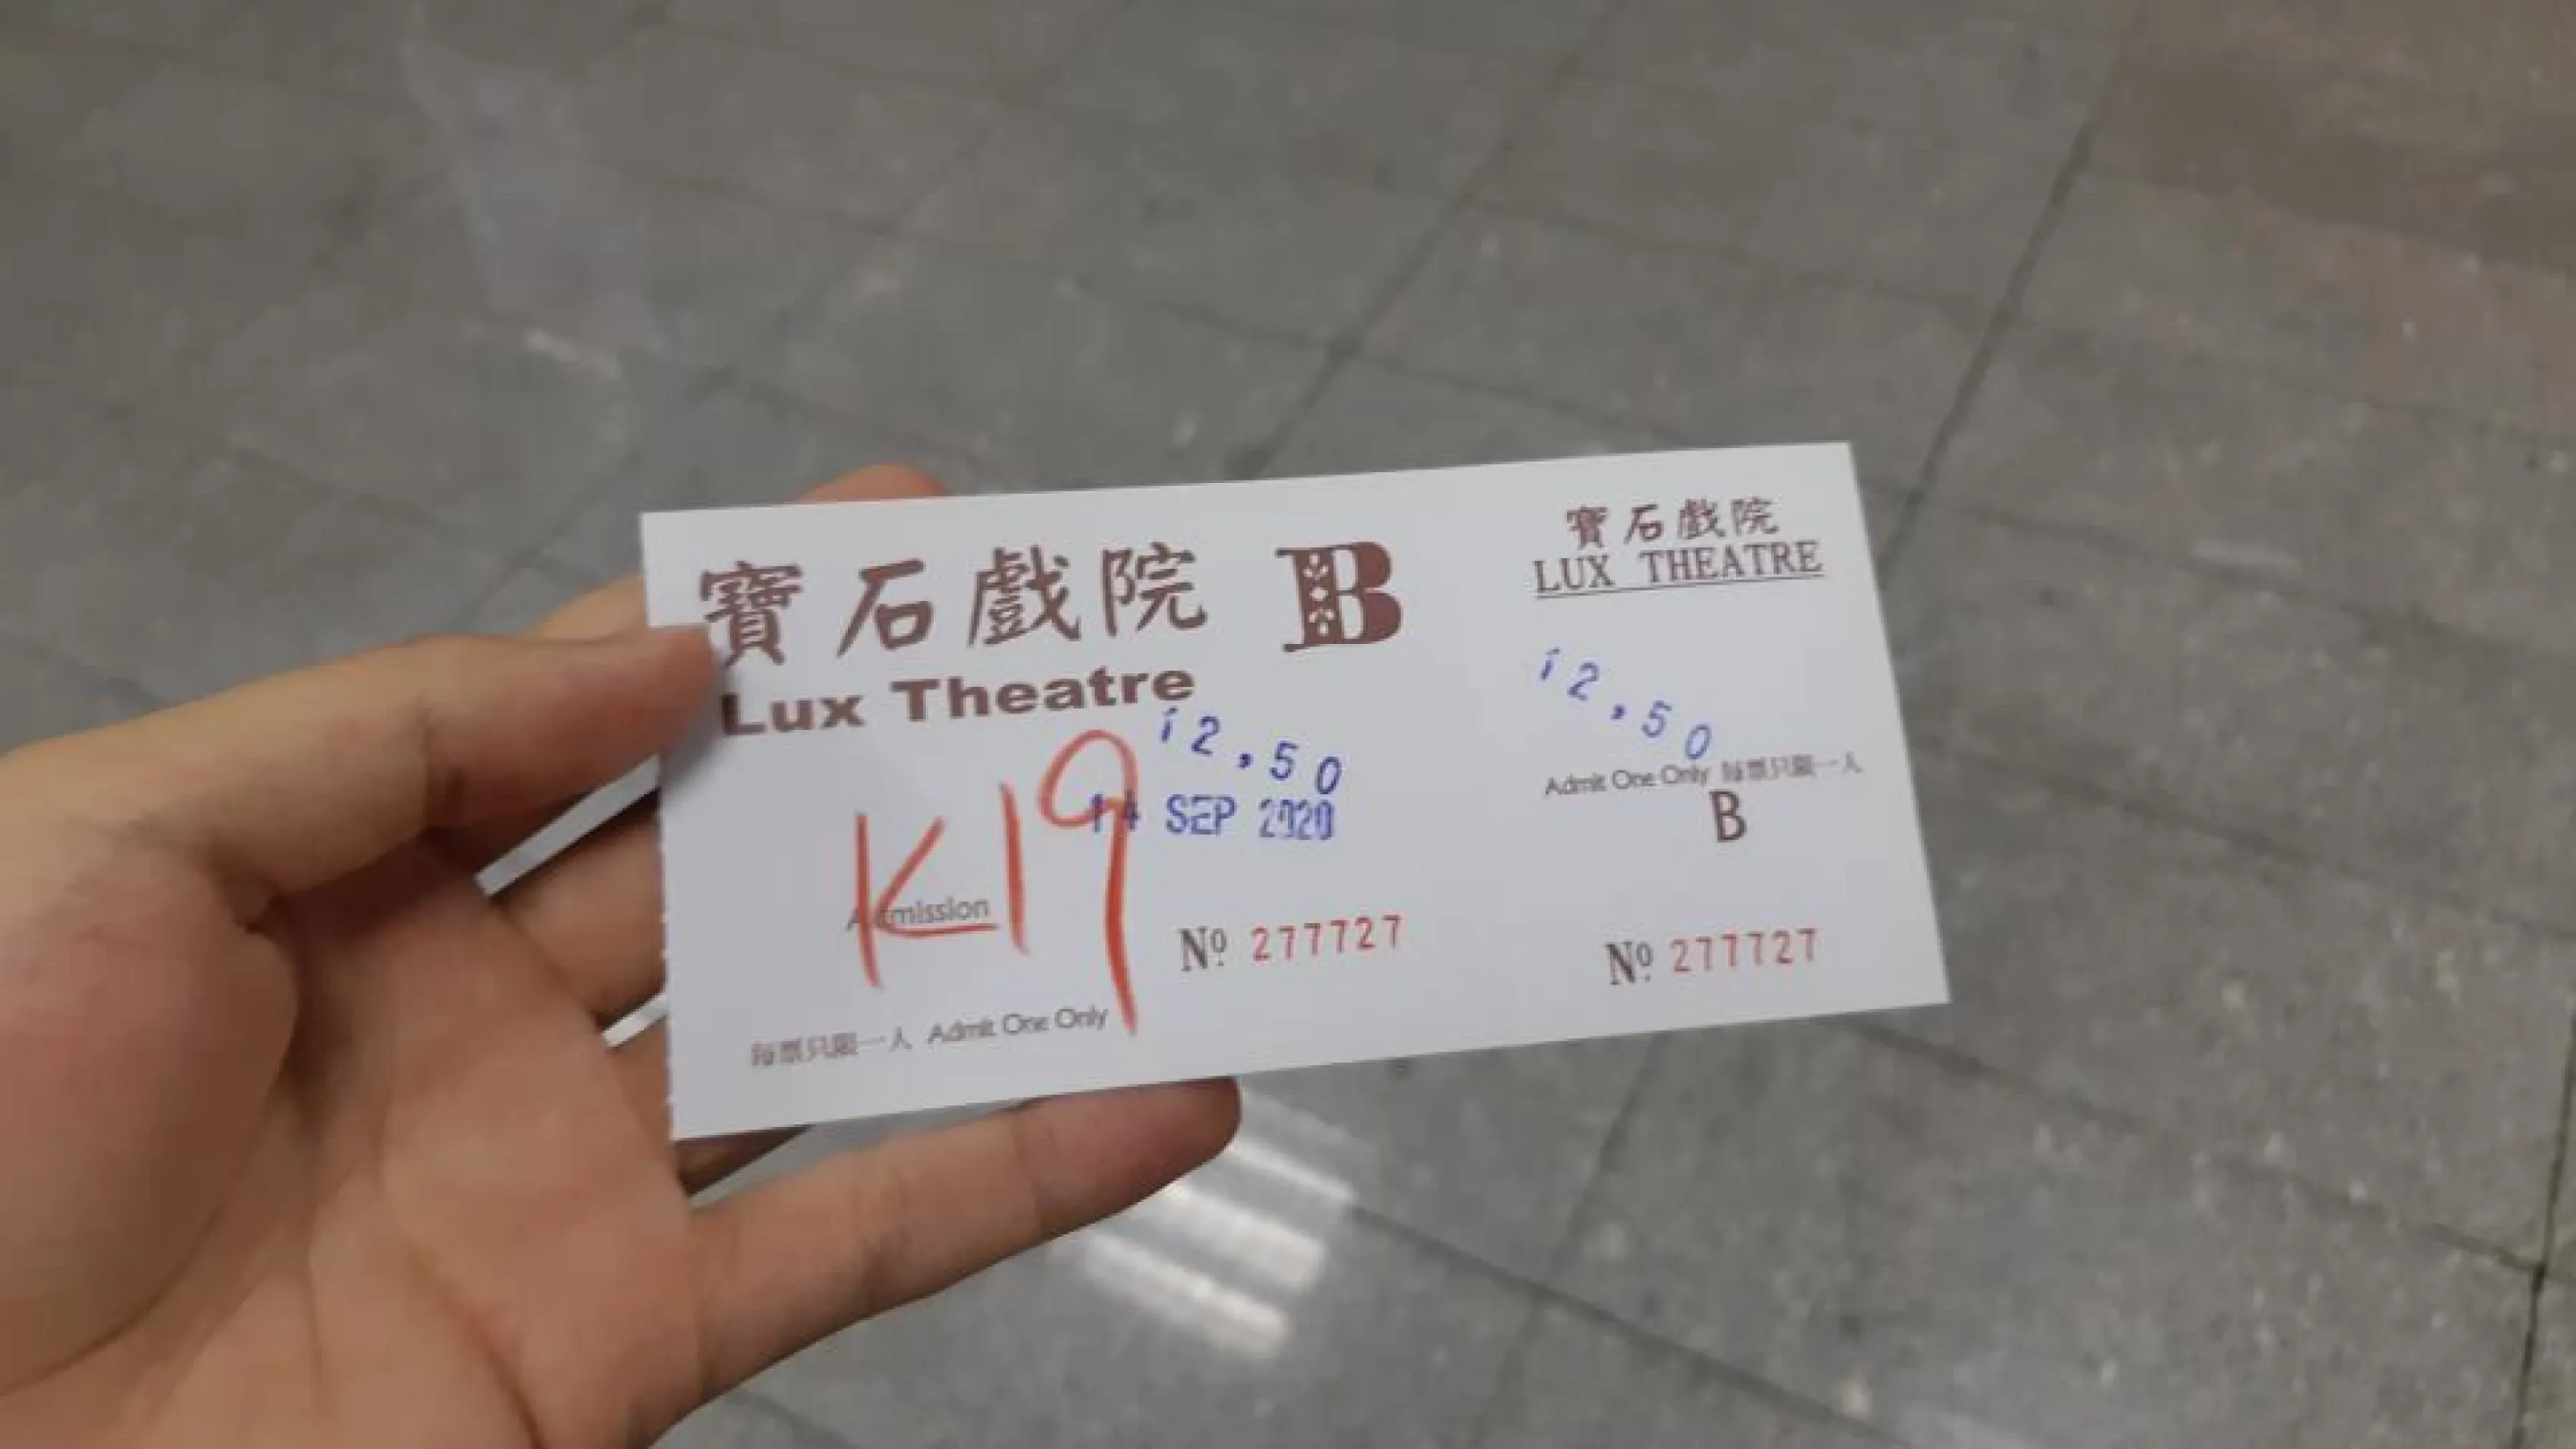 寶石戲院 B
Lux Theatre
12.50
14 SEP 2020
K19
Admission
No 277727
每票只限一人 Admit One Only
寶石戲院
LUX THEATRE
12.50
Admit One Only 每票只限一人
B
No 277727